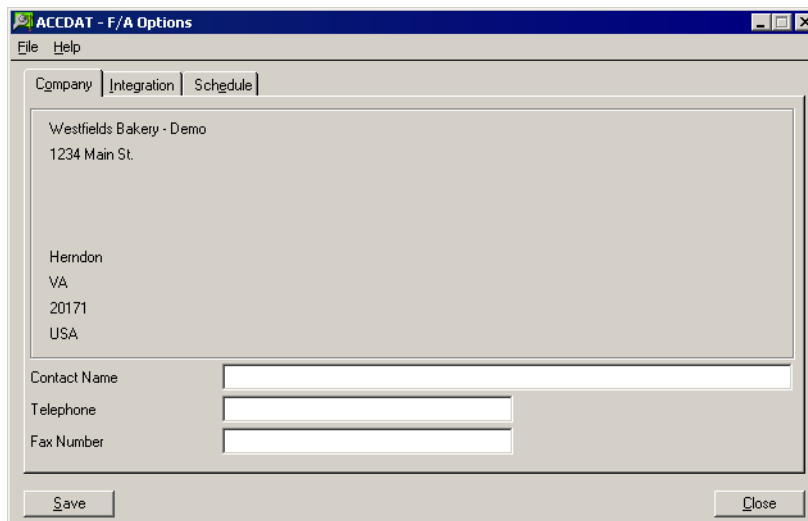 ACCDAT - F/A Options
File Help
Company Integration Schedule
Westfields Bakery - Demo
1234 Main St.
Herndon
VA
20171
USA
Contact Name
Telephone
Fax Number
Save Close